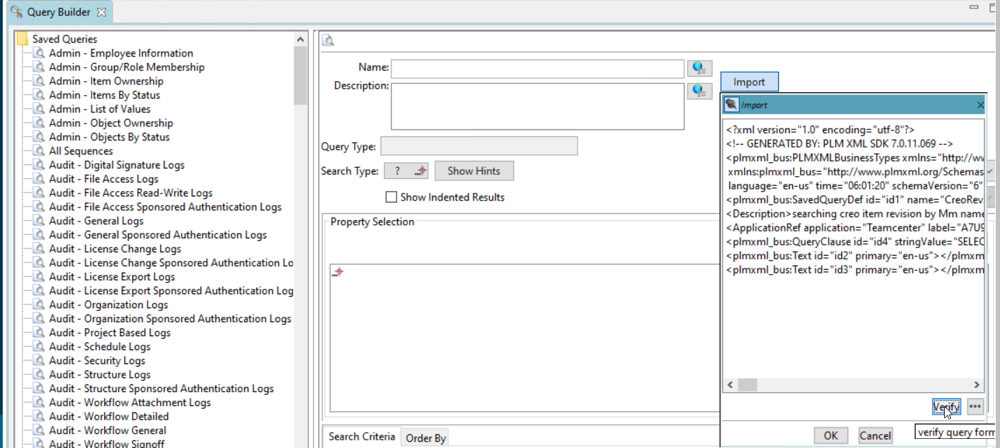 Query Builder
Saved Queries
Admin - Employee Information
Admin - Group/Role Membership
Admin - Item Ownership
Admin - Items By Status
Admin - List of Values
Admin - Object Ownership
Admin - Objects By Status
All Sequences
Audit - Digital Signature Logs
Audit - File Access Logs
Audit - File Access Read-Write Logs
Audit - File Access Sponsored Authentication Logs
Audit - General Logs
Audit - General Sponsored Authentication Logs
Audit - License Change Logs
Audit - License Change Sponsored Authentication Lo
Audit - License Export Logs
Audit - License Export Sponsored Authentication Log
Audit - Organization Logs
Audit - Organization Sponsored Authentication Logs
Audit - Project Based Logs
Audit - Schedule Logs
Audit - Security Logs
Audit - Structure Logs
Audit - Structure Sponsored Authentication Logs
Audit - Workflow Attachment Logs
Audit - Workflow Detailed
Audit - Workflow General
Audit - Workflow Signoff
Name:
Description:
Query Type:
Search Type: ? Show Hints
Show Indented Results
Property Selection
Search Criteria Order By
Import
Import
<?xml version="1.0" encoding="utf-8"?>
<!-- GENERATED BY: PLM XML SDK 7.0.11.069 -->
<plmxml_bus:PLMXMLBusinessTypes xmlns="http://ww
xmlns:plmxml_bus="http://www.plmxml.org/Schemas
language="en-us" time="06:01:20" schemaVersion="6"
<plmxml_bus:SavedQueryDef id="id1" name="CreoRev
<Description>searching creo item revision by Mm name
<ApplicationRef application="Teamcenter" label="A7U9
<plmxml_bus:QueryClause id="id4" stringValue="SELEC
<plmxml_bus:Text id="id2" primary="en-us"></plmxm
<plmxml_bus:Text id="id3" primary="en-us"></plmxm
Verify
OK Cancel
verify query form